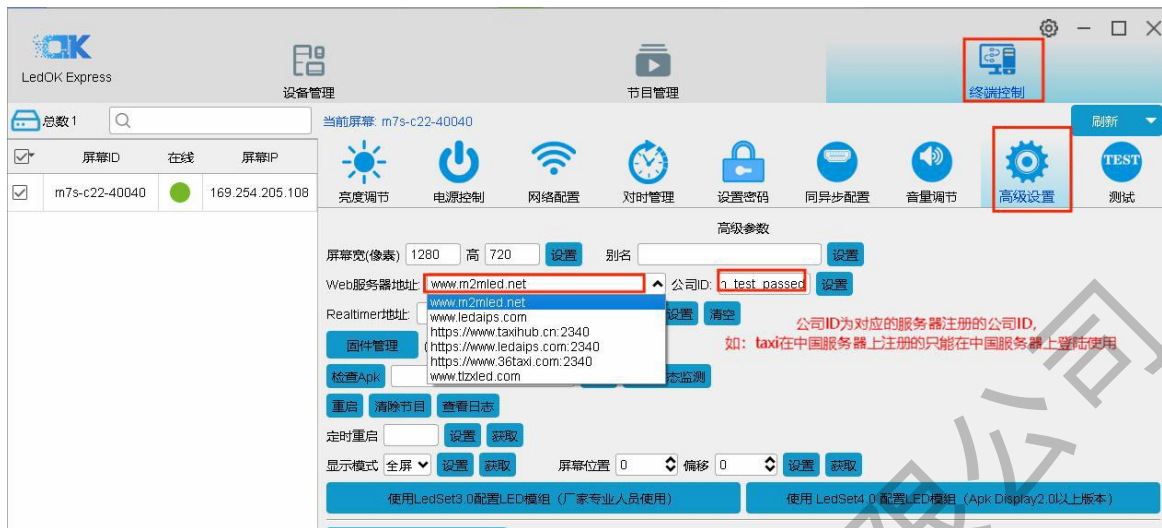 LedOK Express
设备管理
节目管理
终端控制
总数1
当前屏幕: m7s-c22-40040
刷新
屏幕ID 在线 屏幕IP
m7s-c22-40040 169.254.205.108
亮度调节 电源控制 网络配置 对时管理 设置密码 同异步配置 音量调节 高级设置 测试
TEST
高级参数
屏幕宽(像素) 1280 高 720 设置 别名 设置
Web服务器地址: www.m2mled.net 公司ID: n_test_passed 设置
www.m2mled.net
Realtimer地址: www.ledaips.com 设置 清空
https://www.taxihub.cn:2340
公司ID为对应的服务器注册的公司ID,
固件管理 https://www.ledaips.com:2340
如：taxi在中国服务器上注册的只能在中国服务器上登陆使用
https://www.36taxi.com:2340
检查Apk www.tlzxled.com 态监测
重启 清除节目 查看日志
定时重启 设置 获取
显示模式 全屏 设置 获取 屏幕位置 0 偏移 0 设置 获取
使用LedSet3.0配置LED模组（厂家专业人员使用）
使用 LedSet4.0 配置LED模组（Apk Display2.0以上版本）
限公司